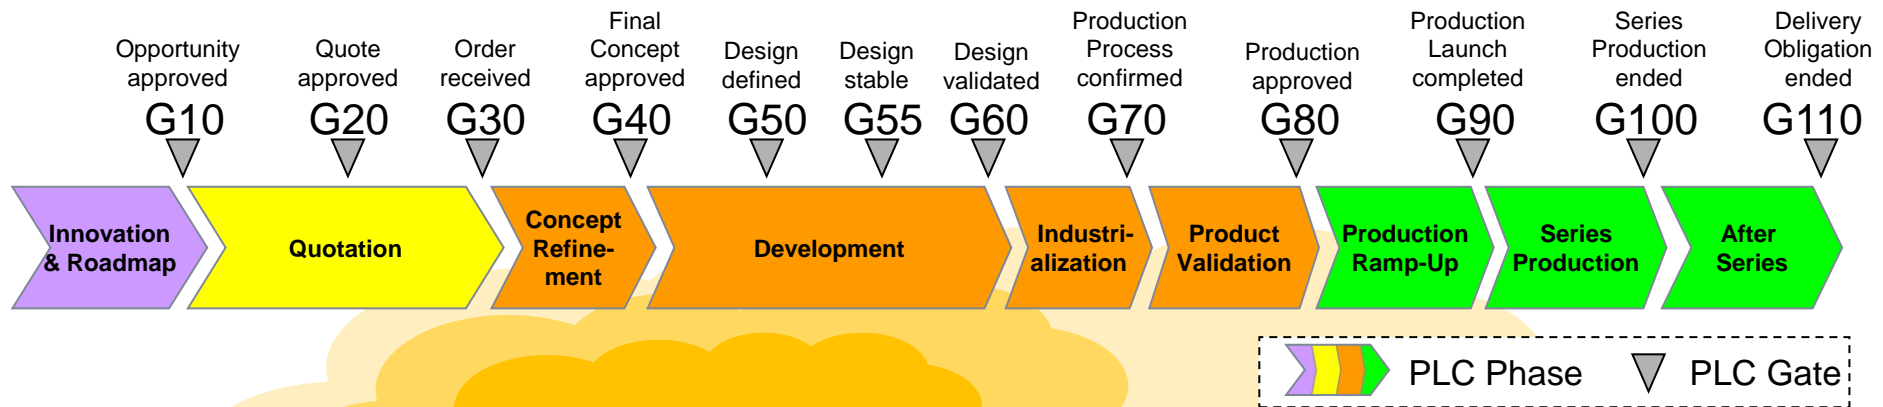 Opportunity
approved
G10
Quote
approved
G20
Order
received
G30
Final
Concept
approved
G40
Design
defined
G50
Design
stable
G55
Design
validated
G60
Production
Process
confirmed
G70
Production
approved
G80
Production
Launch
completed
G90
Series
Production
ended
G100
Delivery
Obligation
ended
G110
Innovation
& Roadmap
Quotation
Concept
Refine-
ment
Development
Industri-
alization
Product
Validation
Production
Ramp-Up
Series
Production
After
Series
PLC Phase
PLC Gate